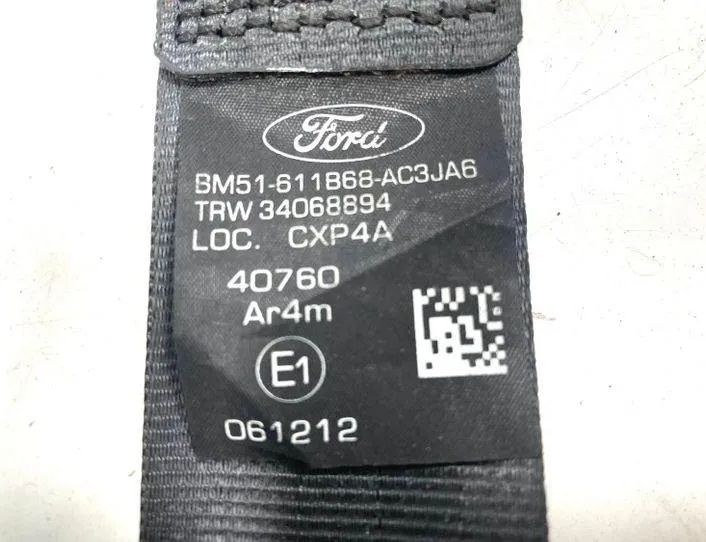 Ford
BM51-611B68-AC3JA6
TRW 34068894
LOC. CXP4A
40760
Ar4m
E1
061212